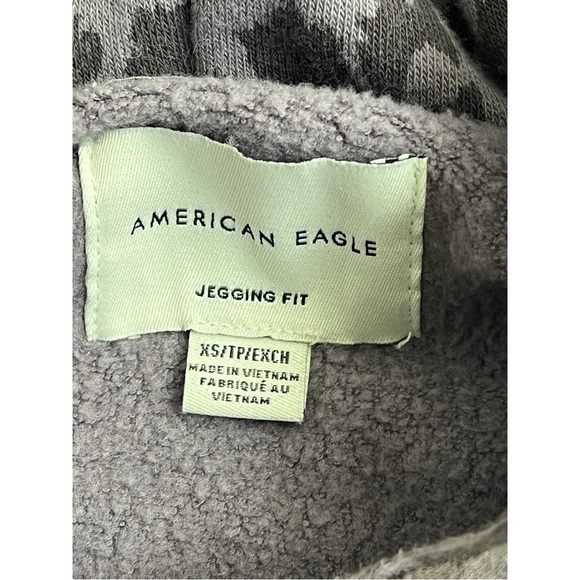 AMERICAN EAGLE
JEGGING FIT
XS/TP/EXCH
MADE IN VIETNAM
FABRIQUÉ AU
VIETNAM